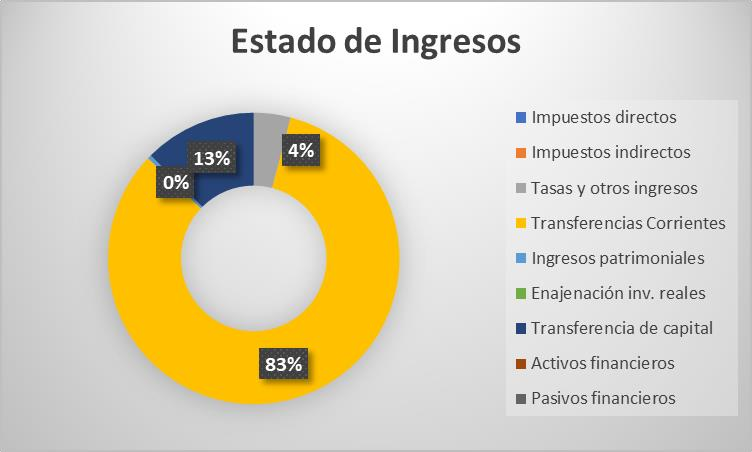 Estado de Ingresos
13%
4%
0%
83%
Impuestos directos
Impuestos indirectos
Tasas y otros ingresos
Transferencias Corrientes
Ingresos patrimoniales
Enajenación inv. reales
Transferencia de capital
Activos financieros
Pasivos financieros